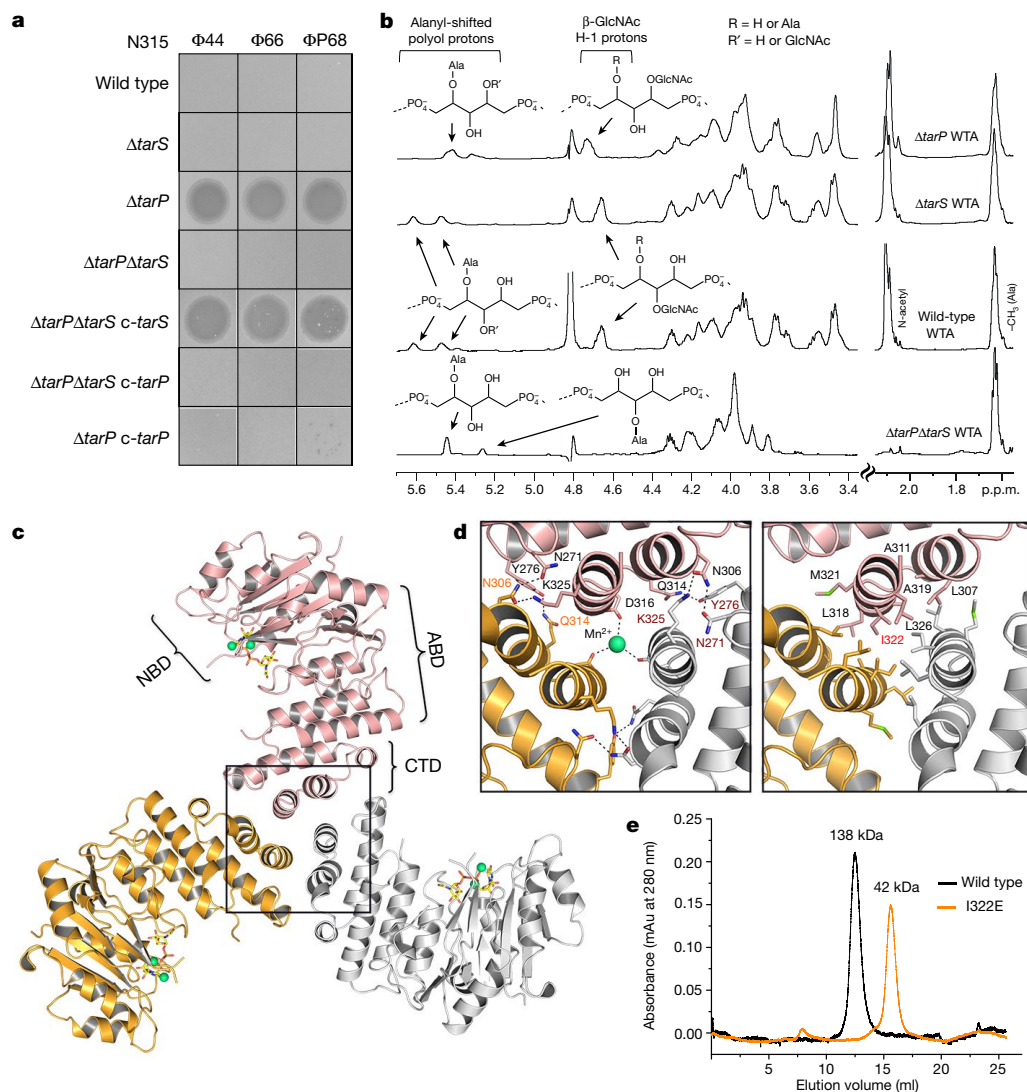 a
N315
Φ44
Φ66
ΦP68
Wild type
ΔtarS
ΔtarP
ΔtarPΔtarS
ΔtarPΔtarS c-tarS
ΔtarPΔtarS c-tarP
ΔtarP c-tarP
b
Alanyl-shifted
polyol protons
β-GlcNAc
H-1 protons
R = H or Ala
R′ = H or GlcNAc
Ala
O
OR′
PO4−
PO4−
OH
R
O
OGlcNAc
PO4−
PO4−
OH
ΔtarP WTA
ΔtarS WTA
Ala
O
OH
PO4−
PO4−
OR′
R
O
OH
PO4−
PO4−
OGlcNAc
N-acetyl
Wild-type
WTA
–CH3 (Ala)
Ala
O
OH
PO4−
PO4−
OH
OH
OH
PO4−
PO4−
O
Ala
ΔtarPΔtarS WTA
5.6
5.4
5.2
5.0
4.8
4.6
4.4
4.2
4.0
3.8
3.6
3.4
2.0
1.8
p.p.m.
c
NBD
ABD
CTD
d
N271
Y276
N306
K325
Q314
D316
K325
Mn2+
Q314
N306
Y276
N271
A311
M321
A319
L307
L318
L326
I322
e
Absorbance (mAu at 280 nm)
0.25
0.20
0.15
0.10
0.05
0.00
138 kDa
42 kDa
Wild type
I322E
5
10
15
20
25
Elution volume (ml)